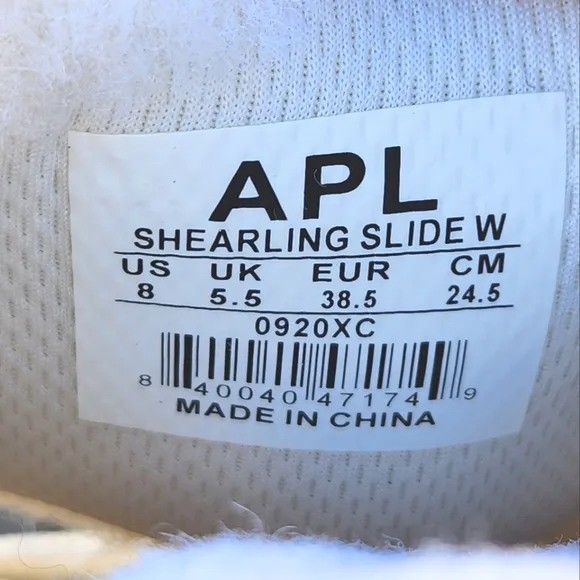 APL
SHEARLING SLIDE W
US UK EUR CM
8 5.5 38.5 24.5
0920XC
8 40040 47174 9
MADE IN CHINA